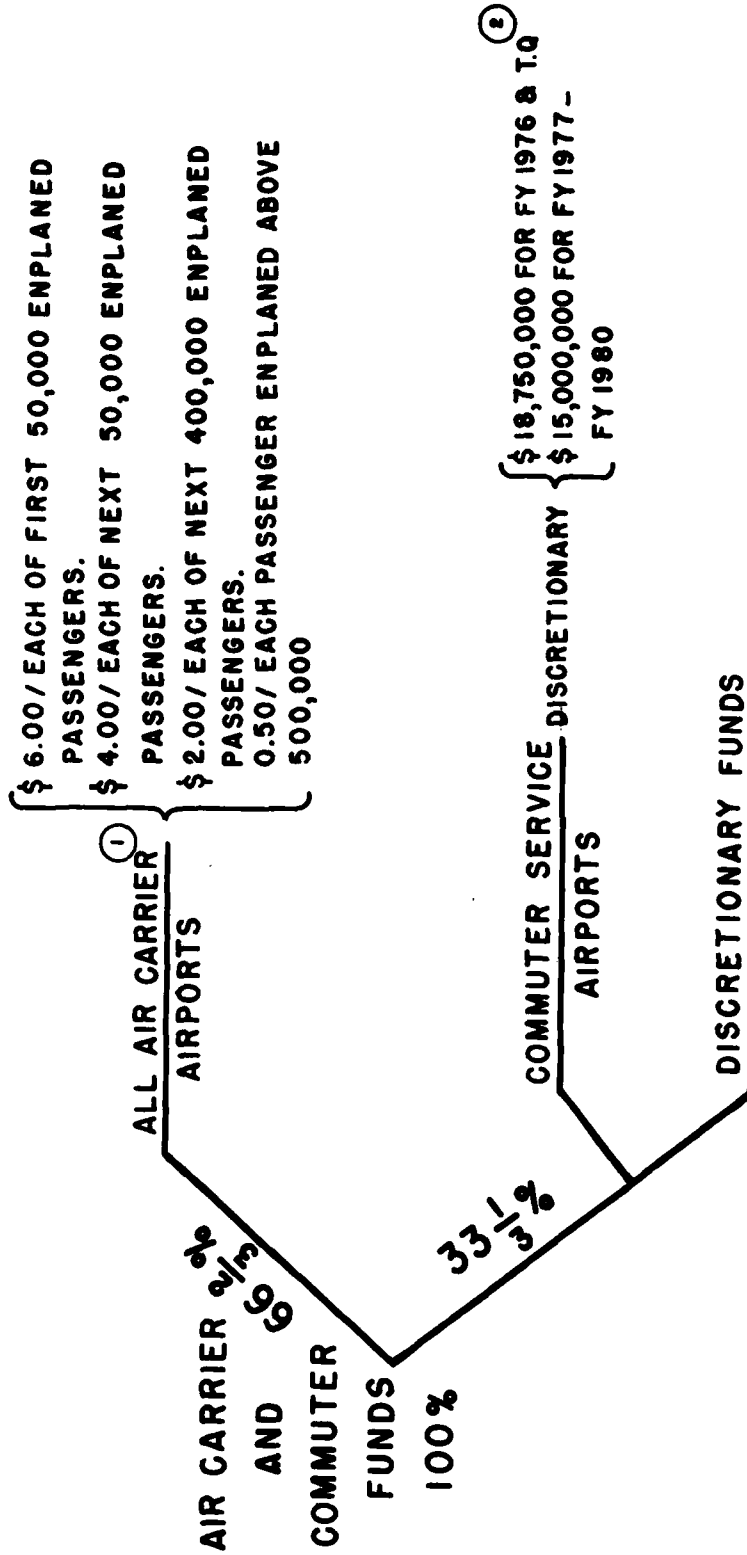 AIR CARRIER
AND
COMMUTER
FUNDS
100%
66 2/3 %
33 1/3 %
ALL AIR CARRIER ①
AIRPORTS
$ 6.00/ EACH OF FIRST 50,000 ENPLANED
PASSENGERS.
$ 4.00/ EACH OF NEXT 50,000 ENPLANED
PASSENGERS.
$ 2.00/ EACH OF NEXT 400,000 ENPLANED
PASSENGERS.
0.50/ EACH PASSENGER ENPLANED ABOVE
500,000
COMMUTER SERVICE
AIRPORTS
DISCRETIONARY
$ 18,750,000 FOR FY 1976 & T.Q ②
$ 15,000,000 FOR FY1977–
FY 1980
DISCRETIONARY FUNDS